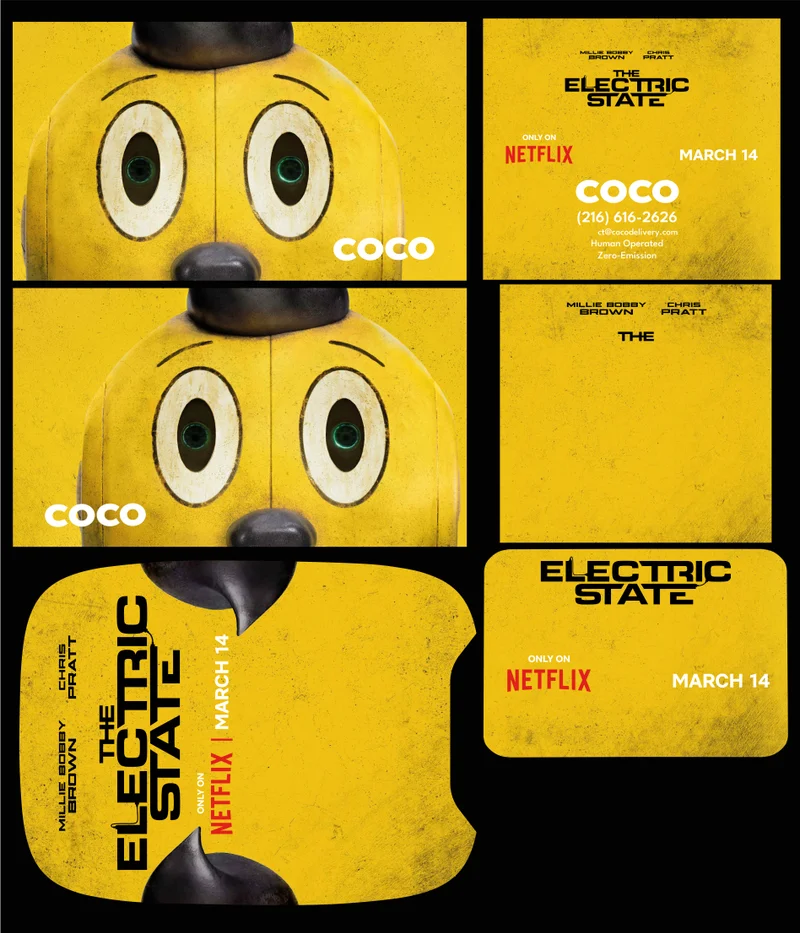 COCO
MILLIE BOBBY BROWN
CHRIS PRATT
THE
ELECTRIC
STATE
ONLY ON
NETFLIX
MARCH 14
COCO
(216) 616-2626
ct@cocodelivery.com
Human Operated
Zero-Emission
COCO
MILLIE BOBBY BROWN
CHRIS PRATT
THE
MILLIE BOBBY BROWN
CHRIS PRATT
THE
ELECTRIC
STATE
ONLY ON
NETFLIX | MARCH 14
ELECTRIC
STATE
ONLY ON
NETFLIX
MARCH 14